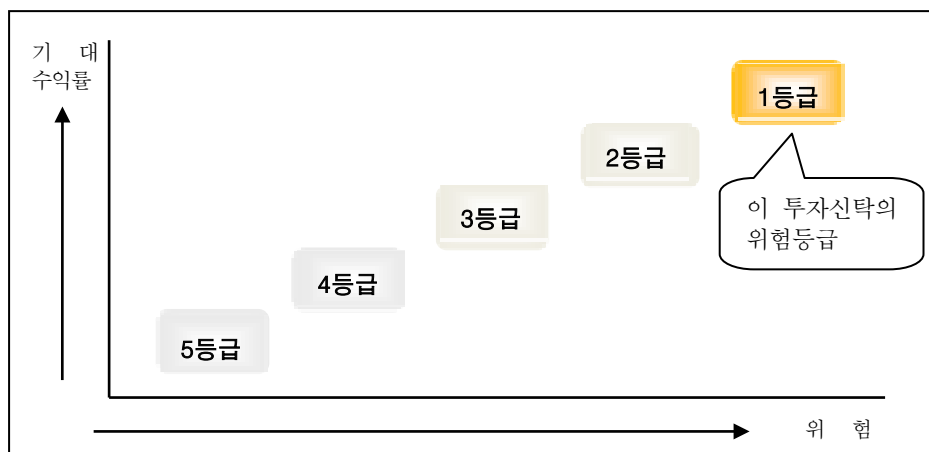 기 대
수익률
1등급
2등급
3등급
이 투자신탁의
위험등급
4등급
5등급
위 험